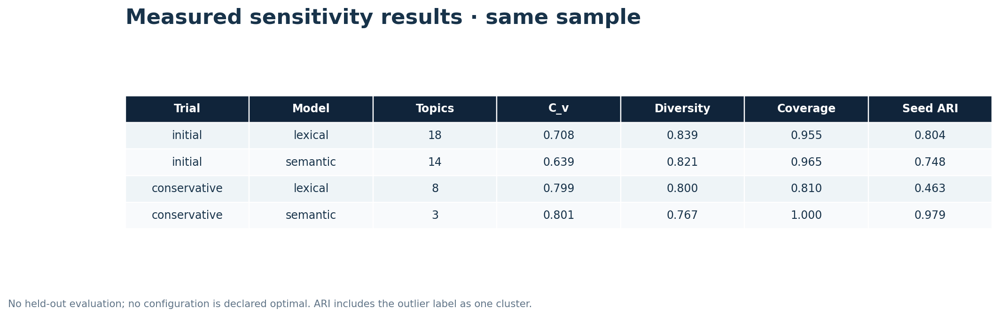 Measured sensitivity results · same sample
Trial Model Topics C_v Diversity Coverage Seed ARI
initial lexical 18 0.708 0.839 0.955 0.804
initial semantic 14 0.639 0.821 0.965 0.748
conservative lexical 8 0.799 0.800 0.810 0.463
conservative semantic 3 0.801 0.767 1.000 0.979
No held-out evaluation; no configuration is declared optimal. ARI includes the outlier label as one cluster.